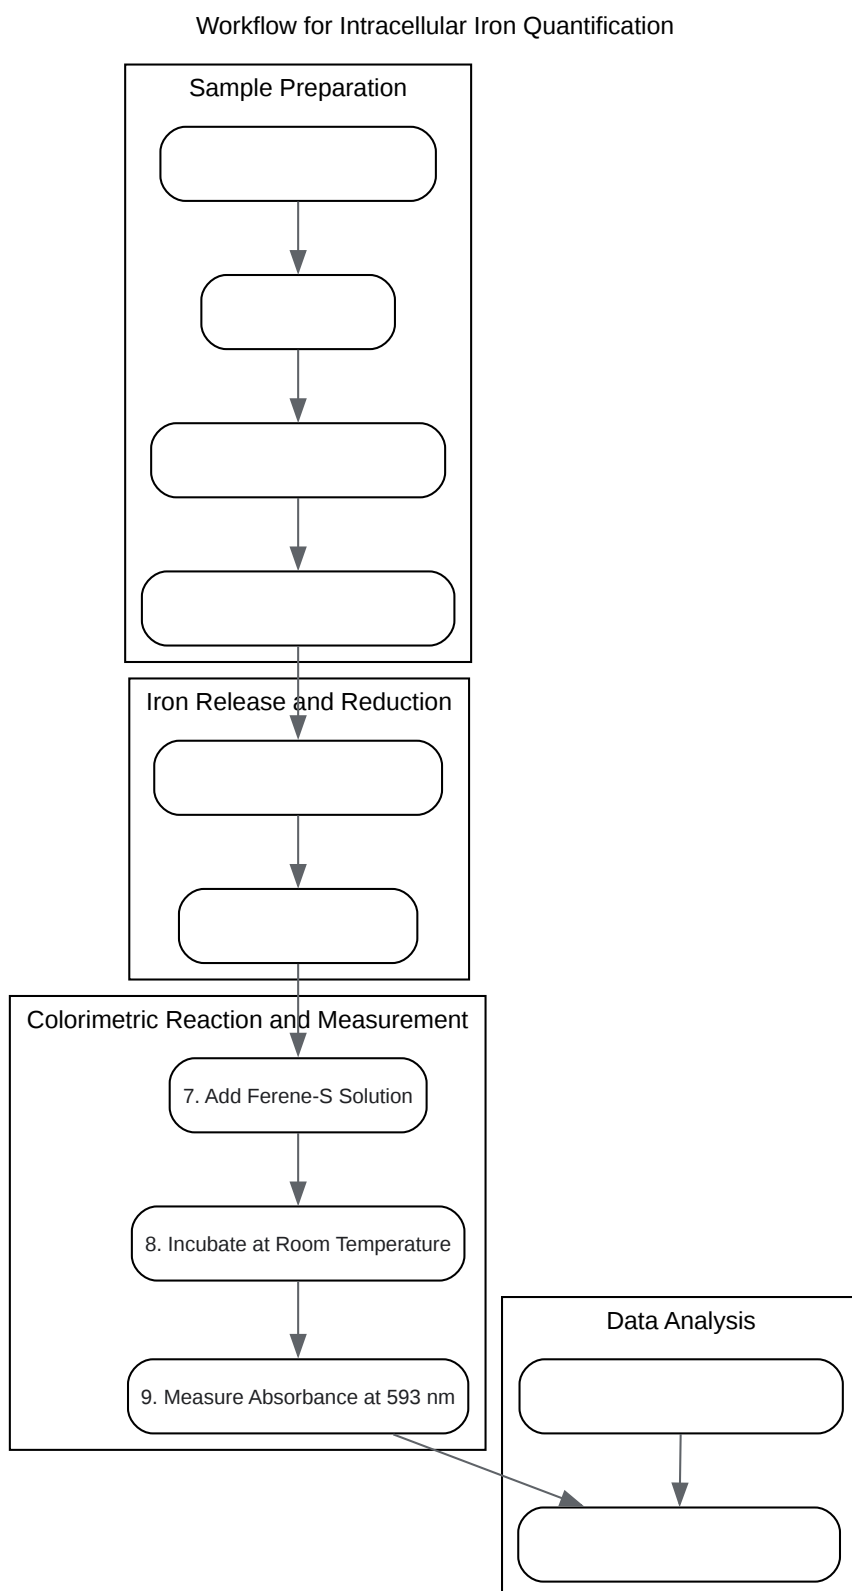 Workflow for Intracellular Iron Quantification
Sample Preparation
Iron Release and Reduction
Colorimetric Reaction and Measurement
7. Add Ferene-S Solution
8. Incubate at Room Temperature
9. Measure Absorbance at 593 nm
Data Analysis